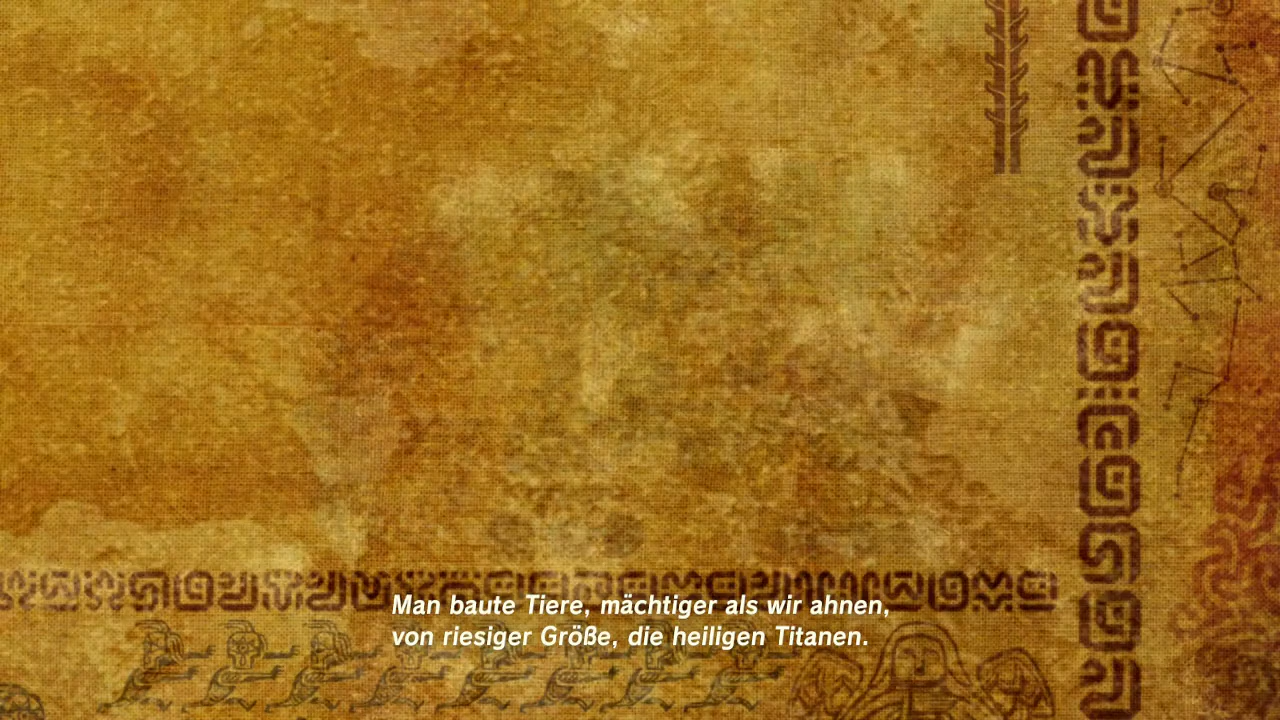 Man baute Tiere, mächtiger als wir ahnen,
von riesiger Größe, die heiligen Titanen.